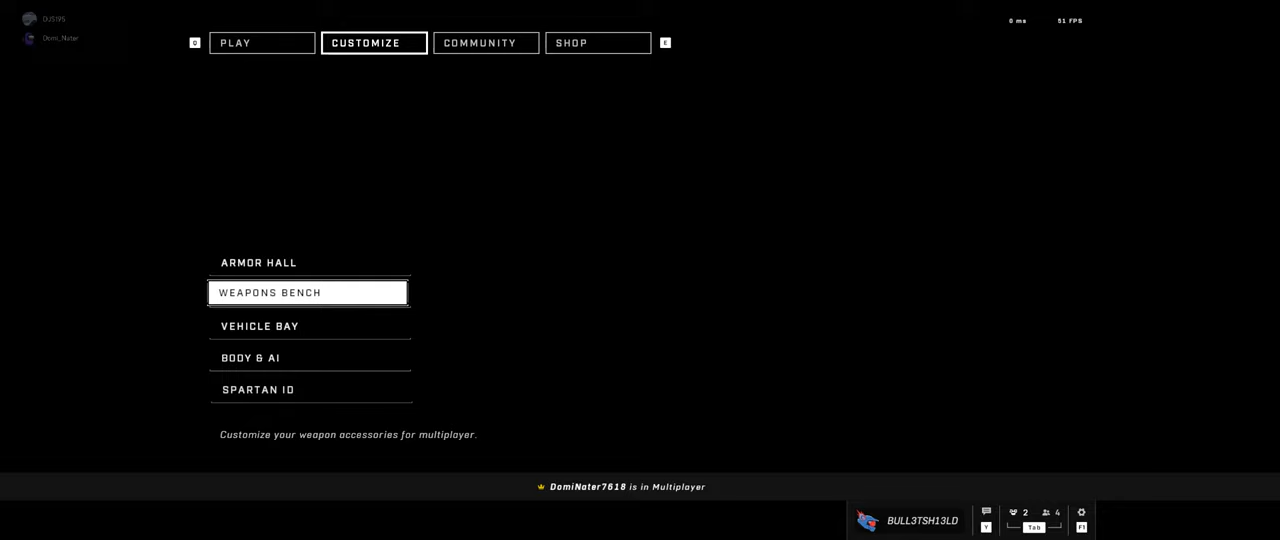 DJS195
Domi_Nater
0 ms 51 FPS
Q PLAY CUSTOMIZE COMMUNITY SHOP E
ARMOR HALL
WEAPONS BENCH
VEHICLE BAY
BODY & AI
SPARTAN ID
Customize your weapon accessories for multiplayer.
DomiNater7618 is in Multiplayer
BULL3TSH13LD
2 4
Y Tab F1